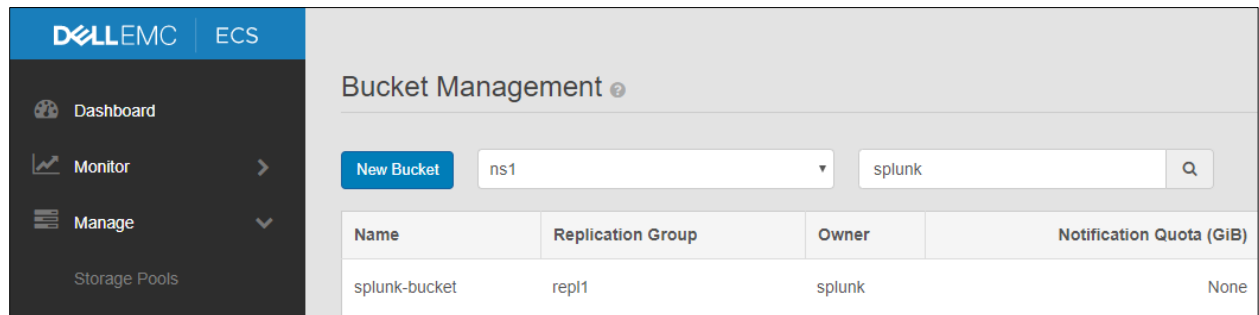 DELLEMC | ECS
Dashboard
Monitor
Manage
Storage Pools
Bucket Management
New Bucket ns1 splunk
Name Replication Group Owner Notification Quota (GiB)
splunk-bucket repl1 splunk None